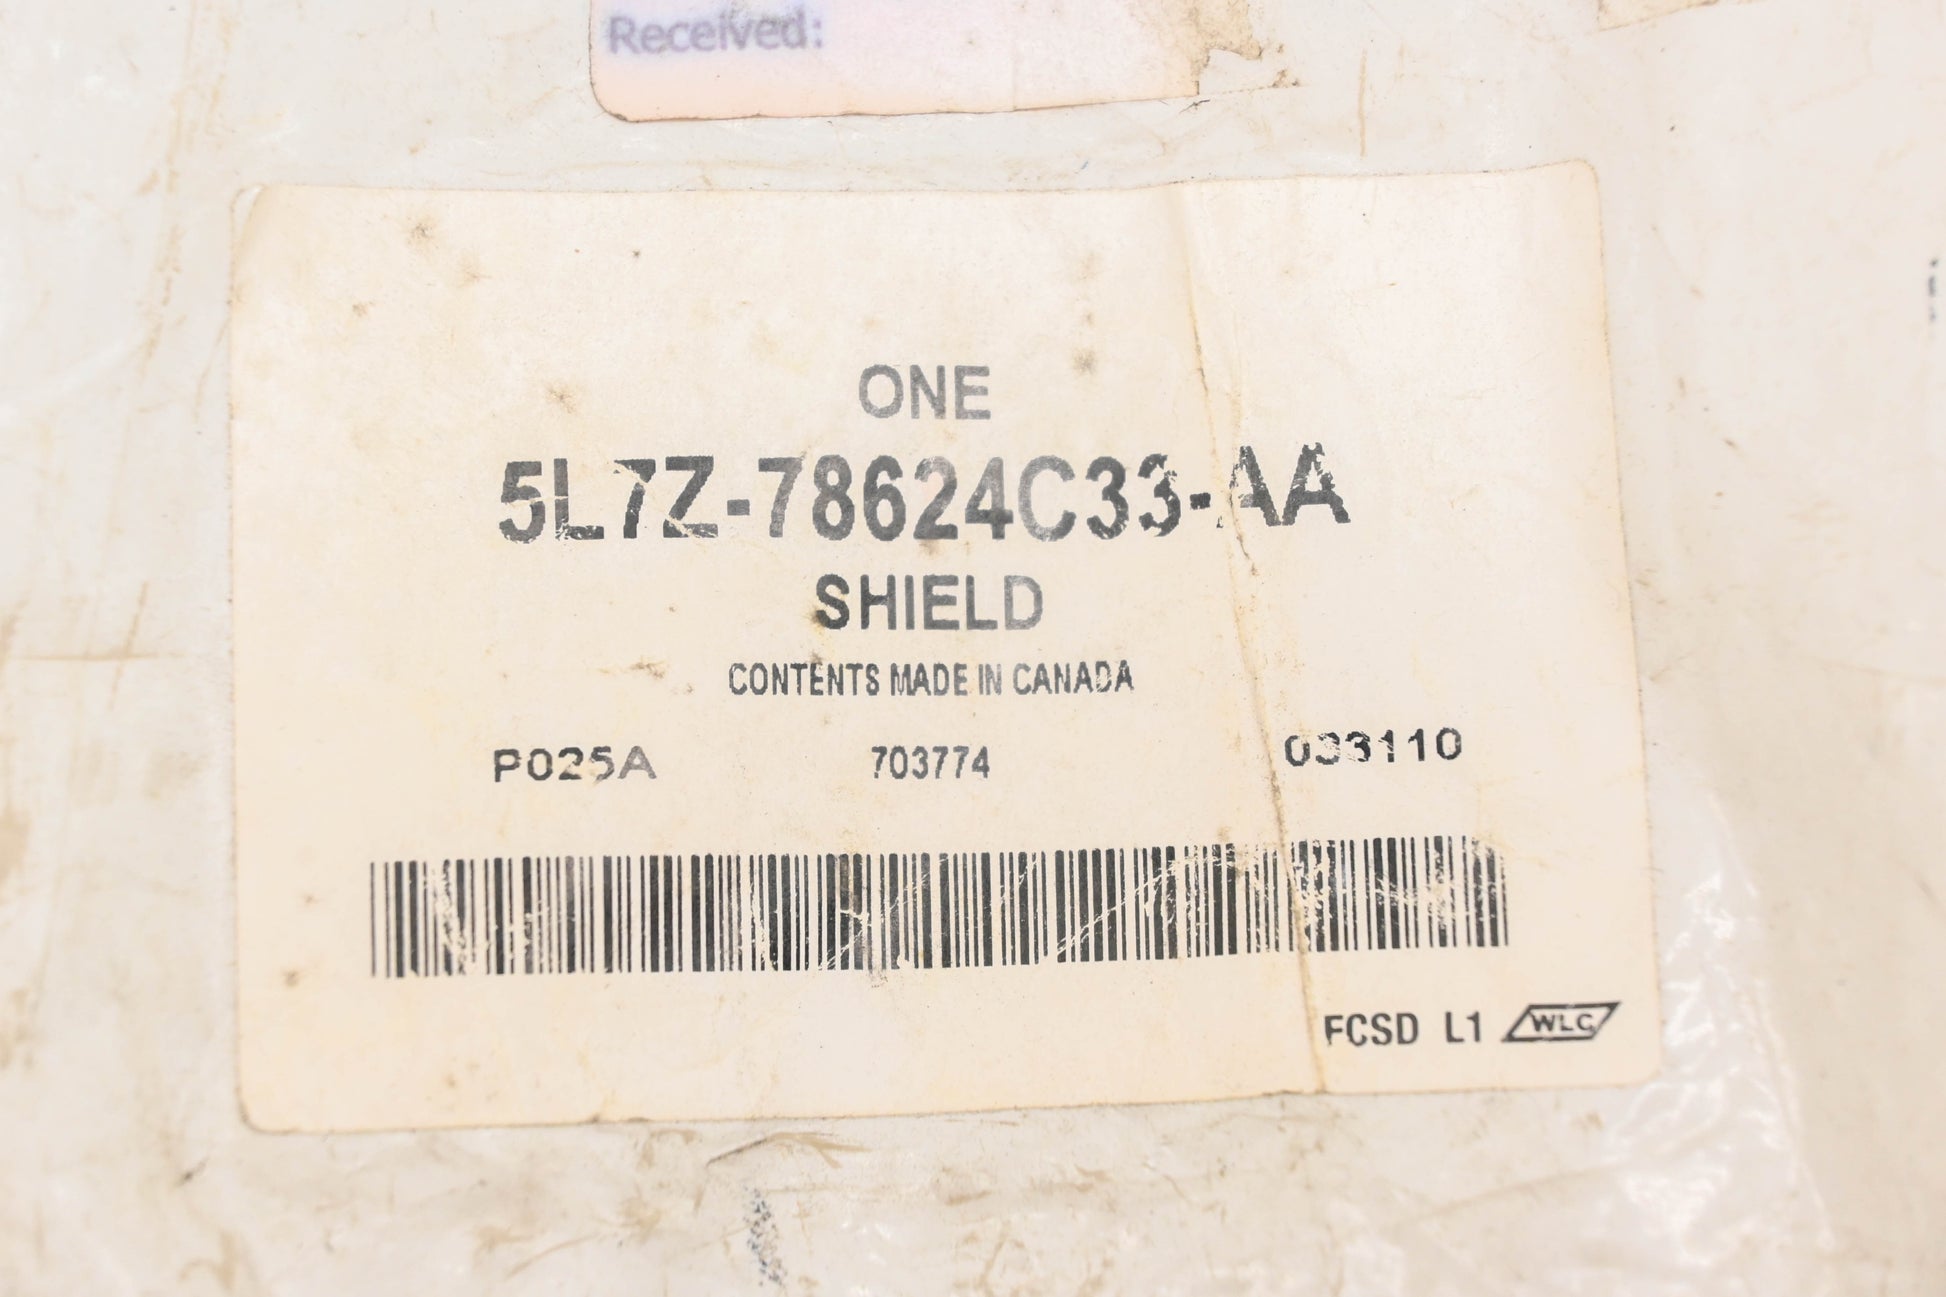 Received:
ONE
5L7Z-78624C33-AA
SHIELD
CONTENTS MADE IN CANADA
P025A 703774 033110
FCSD L1 WLC